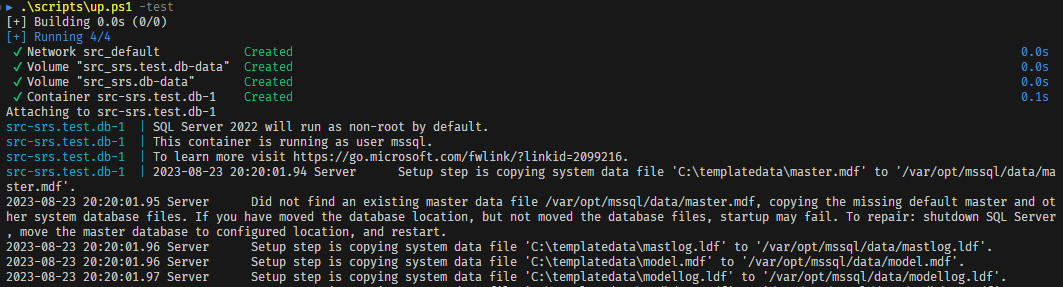 ▶ .\scripts\up.ps1 -test
[+] Building 0.0s (0/0)
[+] Running 4/4
✔ Network src_default Created 0.0s
✔ Volume "src_srs.test.db-data" Created 0.0s
✔ Volume "src_srs.db-data" Created 0.0s
✔ Container src-srs.test.db-1 Created 0.1s
Attaching to src-srs.test.db-1
src-srs.test.db-1 | SQL Server 2022 will run as non-root by default.
src-srs.test.db-1 | This container is running as user mssql.
src-srs.test.db-1 | To learn more visit https://go.microsoft.com/fwlink/?linkid=2099216.
src-srs.test.db-1 | 2023-08-23 20:20:01.94 Server Setup step is copying system data file 'C:\templatedata\master.mdf' to '/var/opt/mssql/data/ma
ster.mdf'.
2023-08-23 20:20:01.95 Server Did not find an existing master data file /var/opt/mssql/data/master.mdf, copying the missing default master and ot
her system database files. If you have moved the database location, but not moved the database files, startup may fail. To repair: shutdown SQL Server
, move the master database to configured location, and restart.
2023-08-23 20:20:01.96 Server Setup step is copying system data file 'C:\templatedata\mastlog.ldf' to '/var/opt/mssql/data/mastlog.ldf'.
2023-08-23 20:20:01.96 Server Setup step is copying system data file 'C:\templatedata\model.mdf' to '/var/opt/mssql/data/model.mdf'.
2023-08-23 20:20:01.97 Server Setup step is copying system data file 'C:\templatedata\modellog.ldf' to '/var/opt/mssql/data/modellog.ldf'.